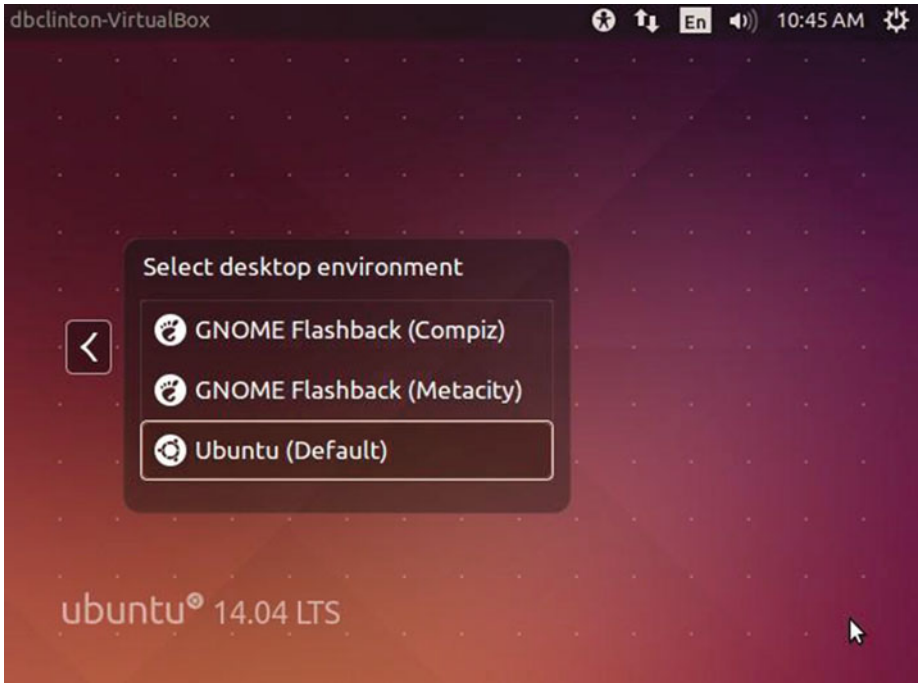 dbclinton-VirtualBox En 10:45 AM
Select desktop environment
GNOME Flashback (Compiz)
GNOME Flashback (Metacity)
Ubuntu (Default)
ubuntu® 14.04 LTS